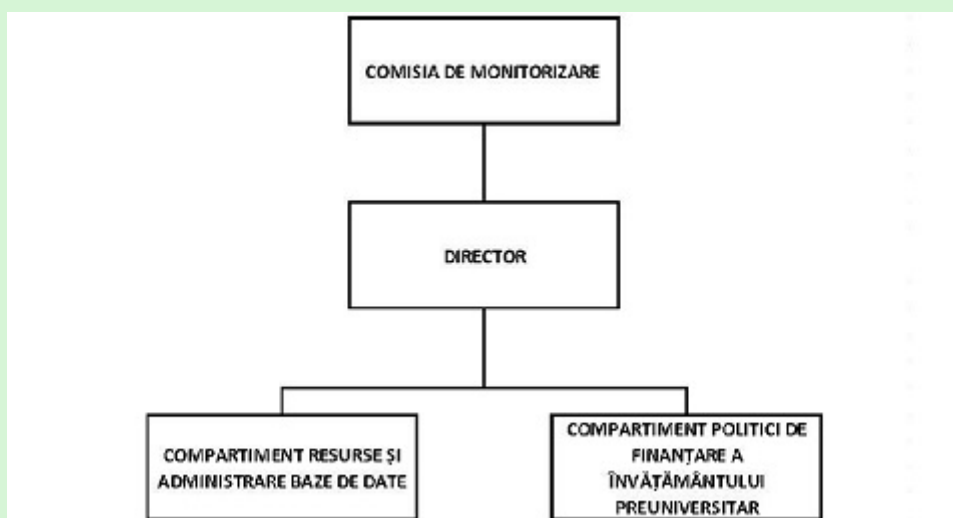 COMISIA DE MONITORIZARE
DIRECTOR
COMPARTIMENT RESURSE ȘI
ADMINISTRARE BAZE DE DATE
COMPARTIMENT POLITICI DE
FINANȚARE A
ÎNVĂȚĂMÂNTULUI
PREUNIVERSITAR